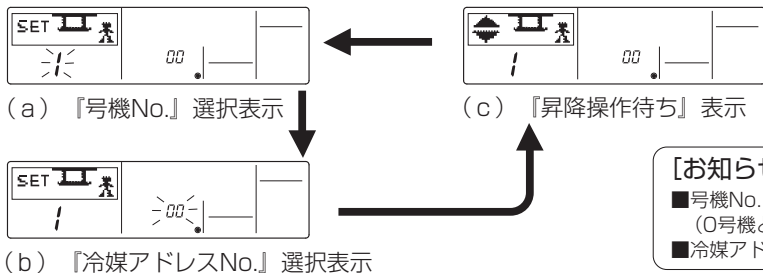 SET
1
00
(a) 『号機No.』選択表示
1
00
(c) 『昇降操作待ち』表示
SET
1
00
(b) 『冷媒アドレスNo.』選択表示
[お知らせ
■号機No.
(0号機と
■冷媒アド